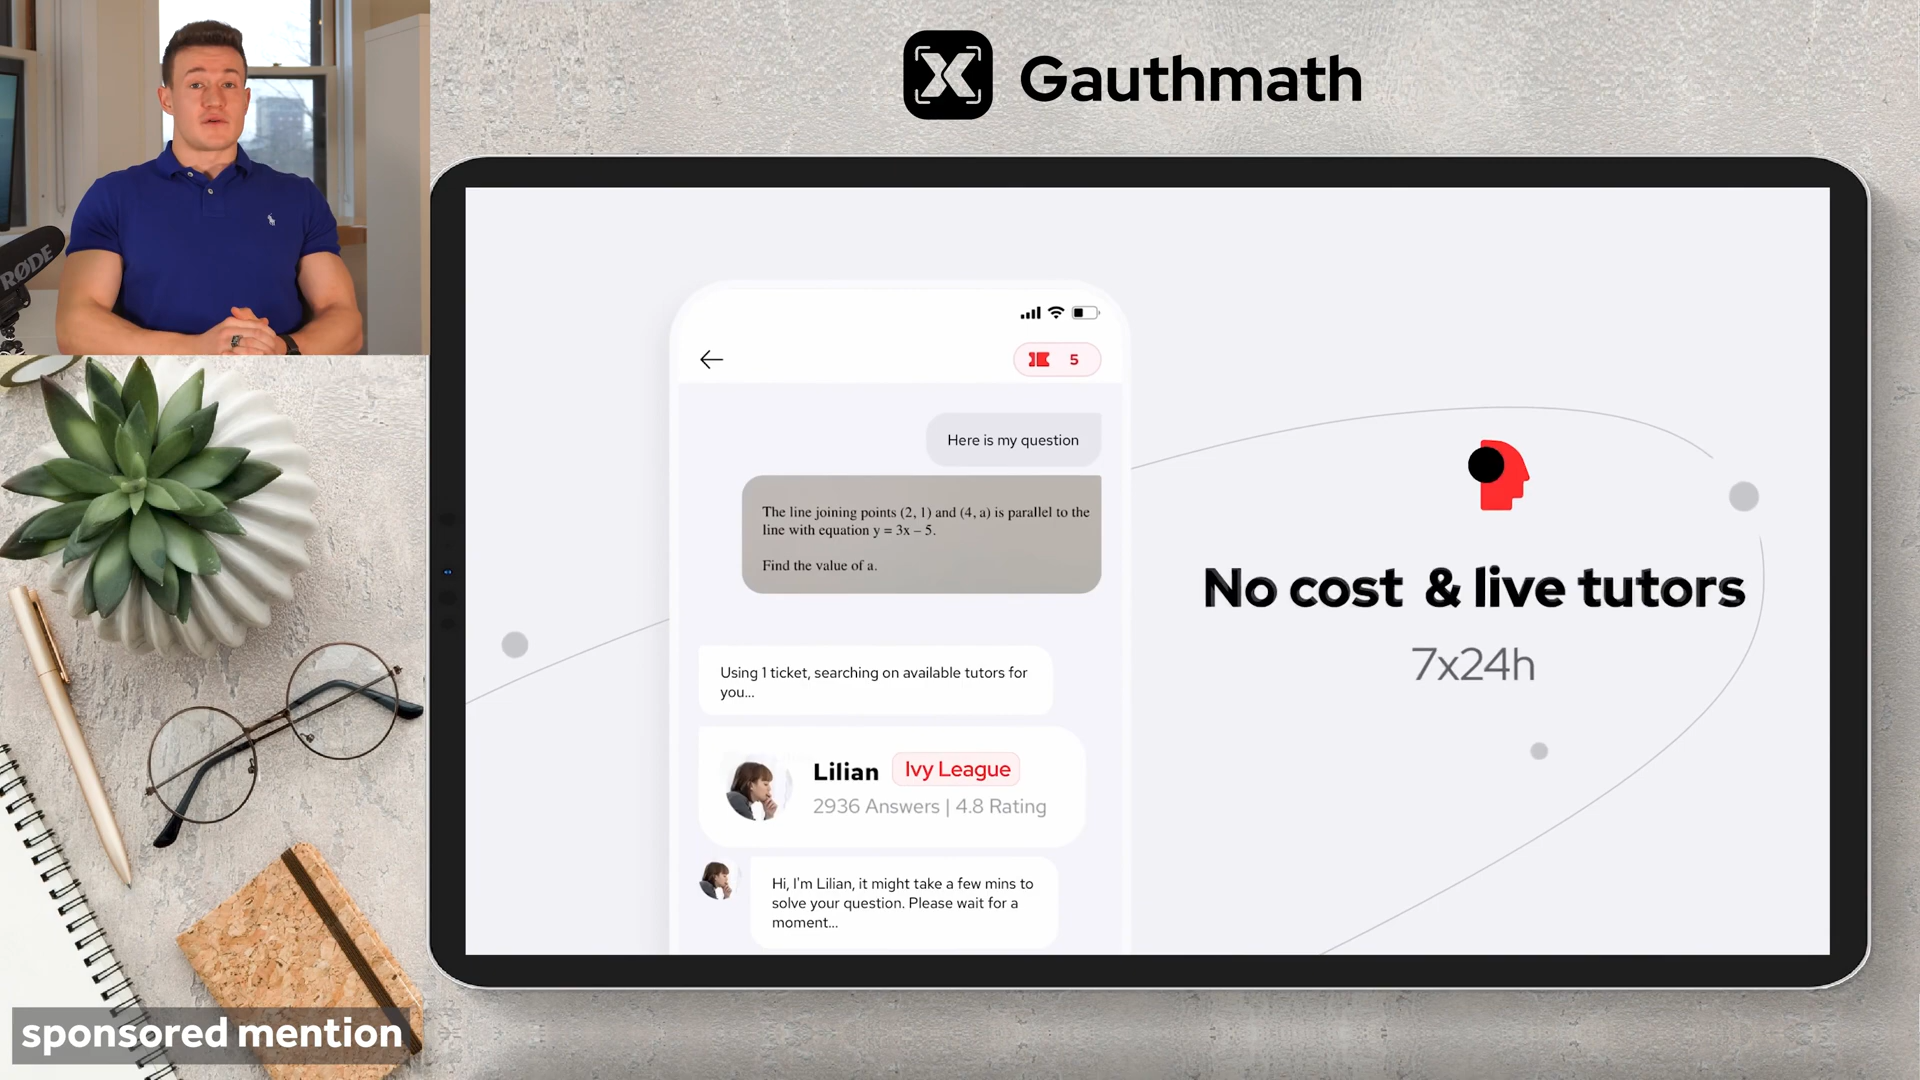 Gauthmath
RØDE
5
Here is my question
The line joining points (2, 1) and (4, a) is parallel to the
line with equation y = 3x – 5.
Find the value of a.
Using 1 ticket, searching on available tutors for
you...
Lilian Ivy League
2936 Answers | 4.8 Rating
Hi, I'm Lilian, it might take a few mins to
solve your question. Please wait for a
moment...
No cost & live tutors
7x24h
sponsored mention